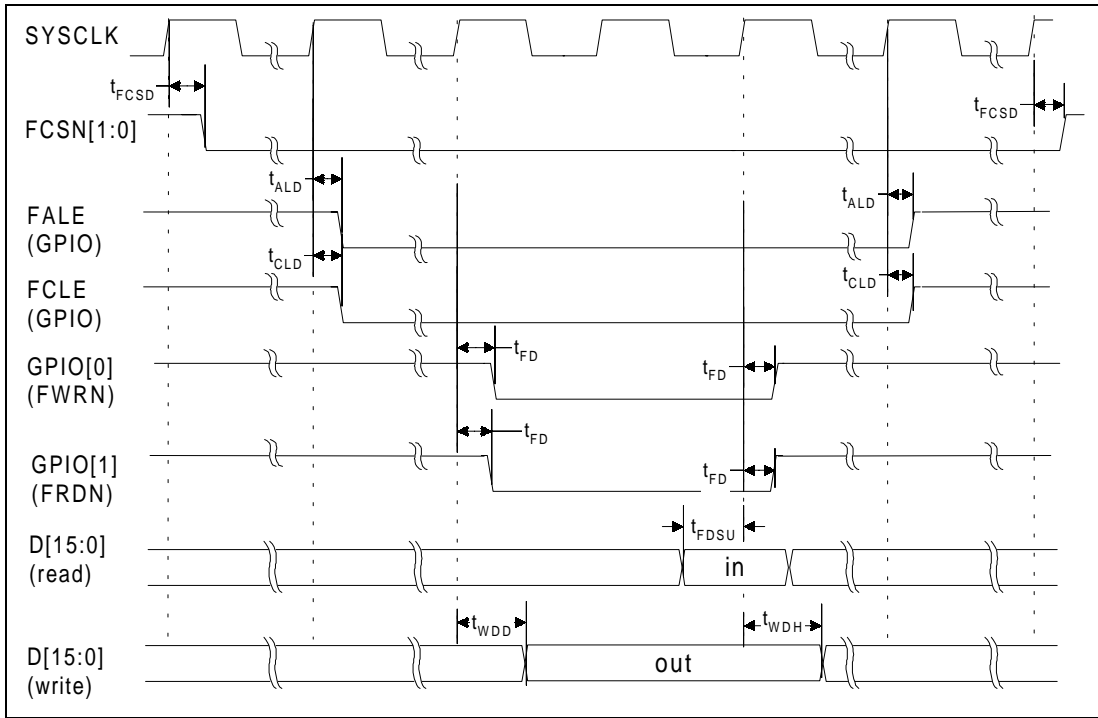 SYSCLK
tFCSD
tFCSD
FCSN[1:0]
tALD
tALD
FALE
(GPIO)
tCLD
tCLD
FCLE
(GPIO)
tFD
tFD
GPIO[0]
(FWRN)
tFD
tFD
GPIO[1]
(FRDN)
tFDSU
D[15:0]
(read)
in
tWDD
tWDH
D[15:0]
(write)
out